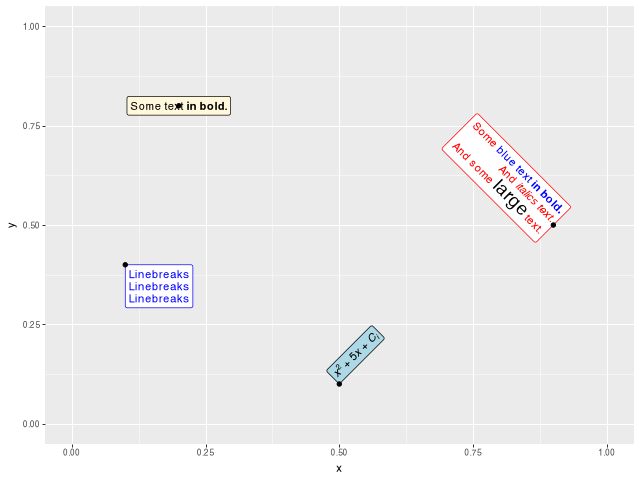 1.00
Some text in bold.
0.75
Some blue text in bold.
And italics text.
And some large text.
y
0.50
Linebreaks
Linebreaks
Linebreaks
0.25
x² + 5x + Cᵢ
0.00
0.00 0.25 0.50 0.75 1.00
x